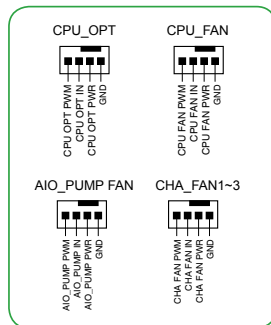 CPU_OPT
CPU OPT PWM
CPU OPT IN
CPU OPT PWR
GND
CPU_FAN
CPU FAN PWM
CPU FAN IN
CPU FAN PWR
GND
AIO_PUMP FAN
AIO_PUMP PWM
AIO_PUMP IN
AIO_PUMP PWR
GND
CHA_FAN1~3
CHA FAN PWM
CHA FAN IN
CHA FAN PWR
GND